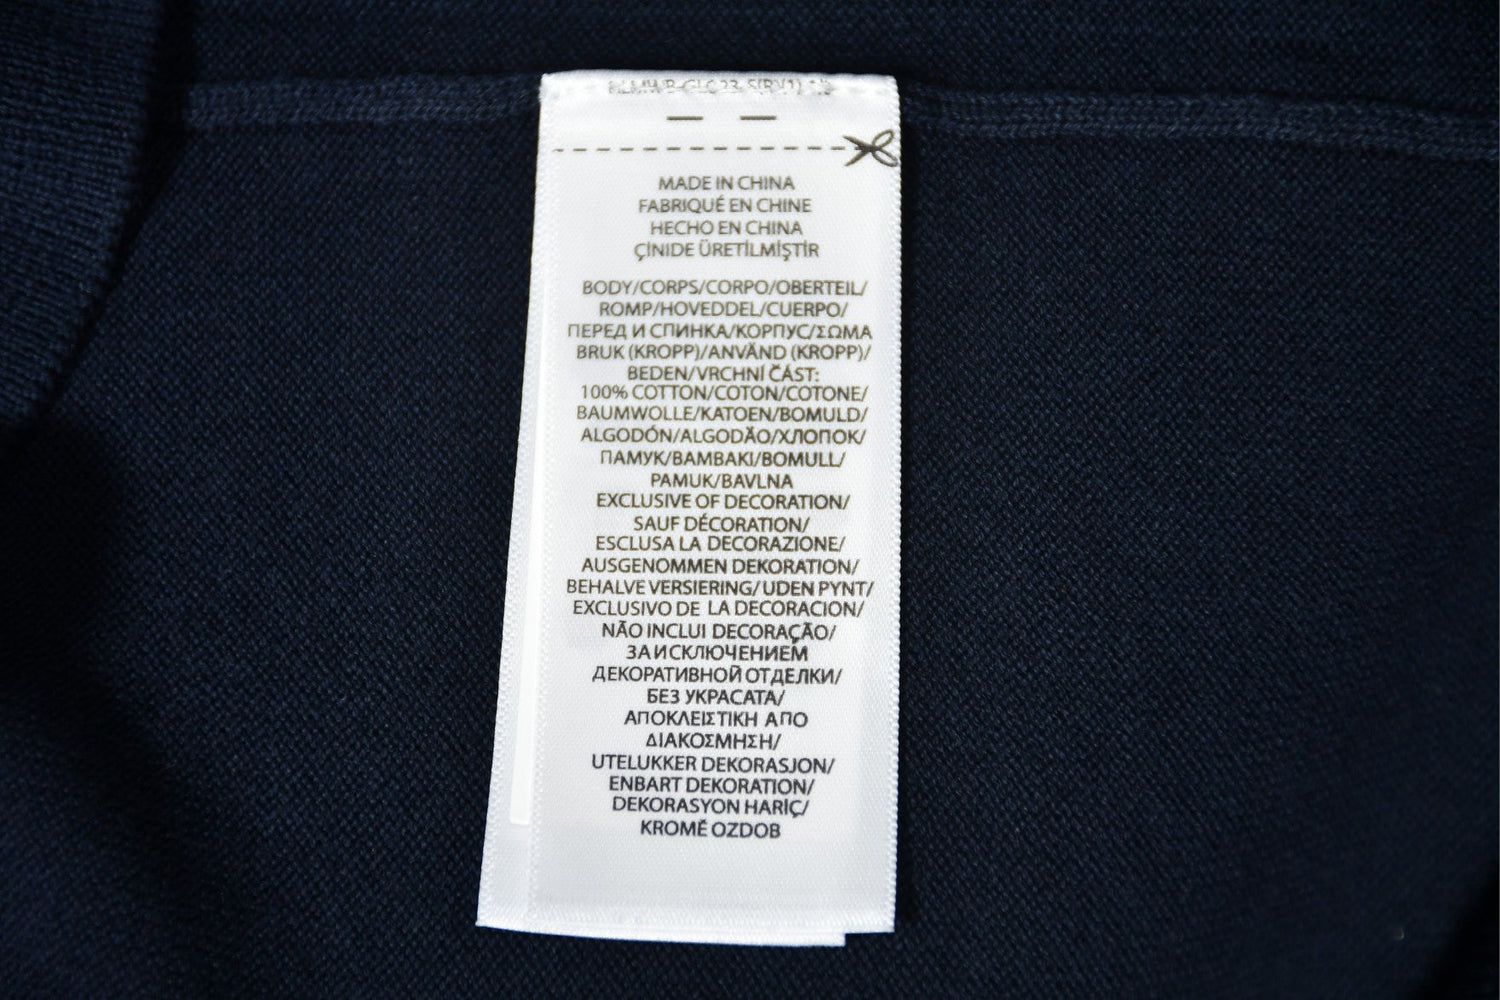 MADE IN CHINA
FABRIQUÉ EN CHINE
HECHO EN CHINA
ÇİNIDE ÜRETİLMİŞTİR
BODY/CORPS/CORPO/OBERTEIL/
ROMP/HOVEDDEL/CUERPO/
ПЕРЕД И СПИНКА/КОРПУС/ΣΩΜΑ
BRUK (KROPP)/ANVÄND (KROPP)/
BEDEN/VRCHNÍ ČÁST:
100% COTTON/COTON/COTONE/
BAUMWOLLE/KATOEN/BOMULD/
ALGODÓN/ALGODÃO/ХЛОПОК/
ПАМУК/BAMBAKI/BOMULL/
PAMUK/BAVLNA
EXCLUSIVE OF DECORATION/
SAUF DÉCORATION/
ESCLUSA LA DECORAZIONE/
AUSGENOMMEN DEKORATION/
BEHALVE VERSIERING/UDEN PYNT/
EXCLUSIVO DE LA DECORACION/
NÃO INCLUI DECORAÇÃO/
ЗА ИСКЛЮЧЕНИЕМ
ДЕКОРАТИВНОЙ ОТДЕЛКИ/
БЕЗ УКРАСАТА/
ΑΠΟΚΛΕΙΣΤΙΚΗ ΑΠΟ
ΔΙΑΚΟΣΜΗΣΗ/
UTELUKKER DEKORASJON/
ENBART DEKORATION/
DEKORASYON HARİÇ/
KROMĚ OZDOB